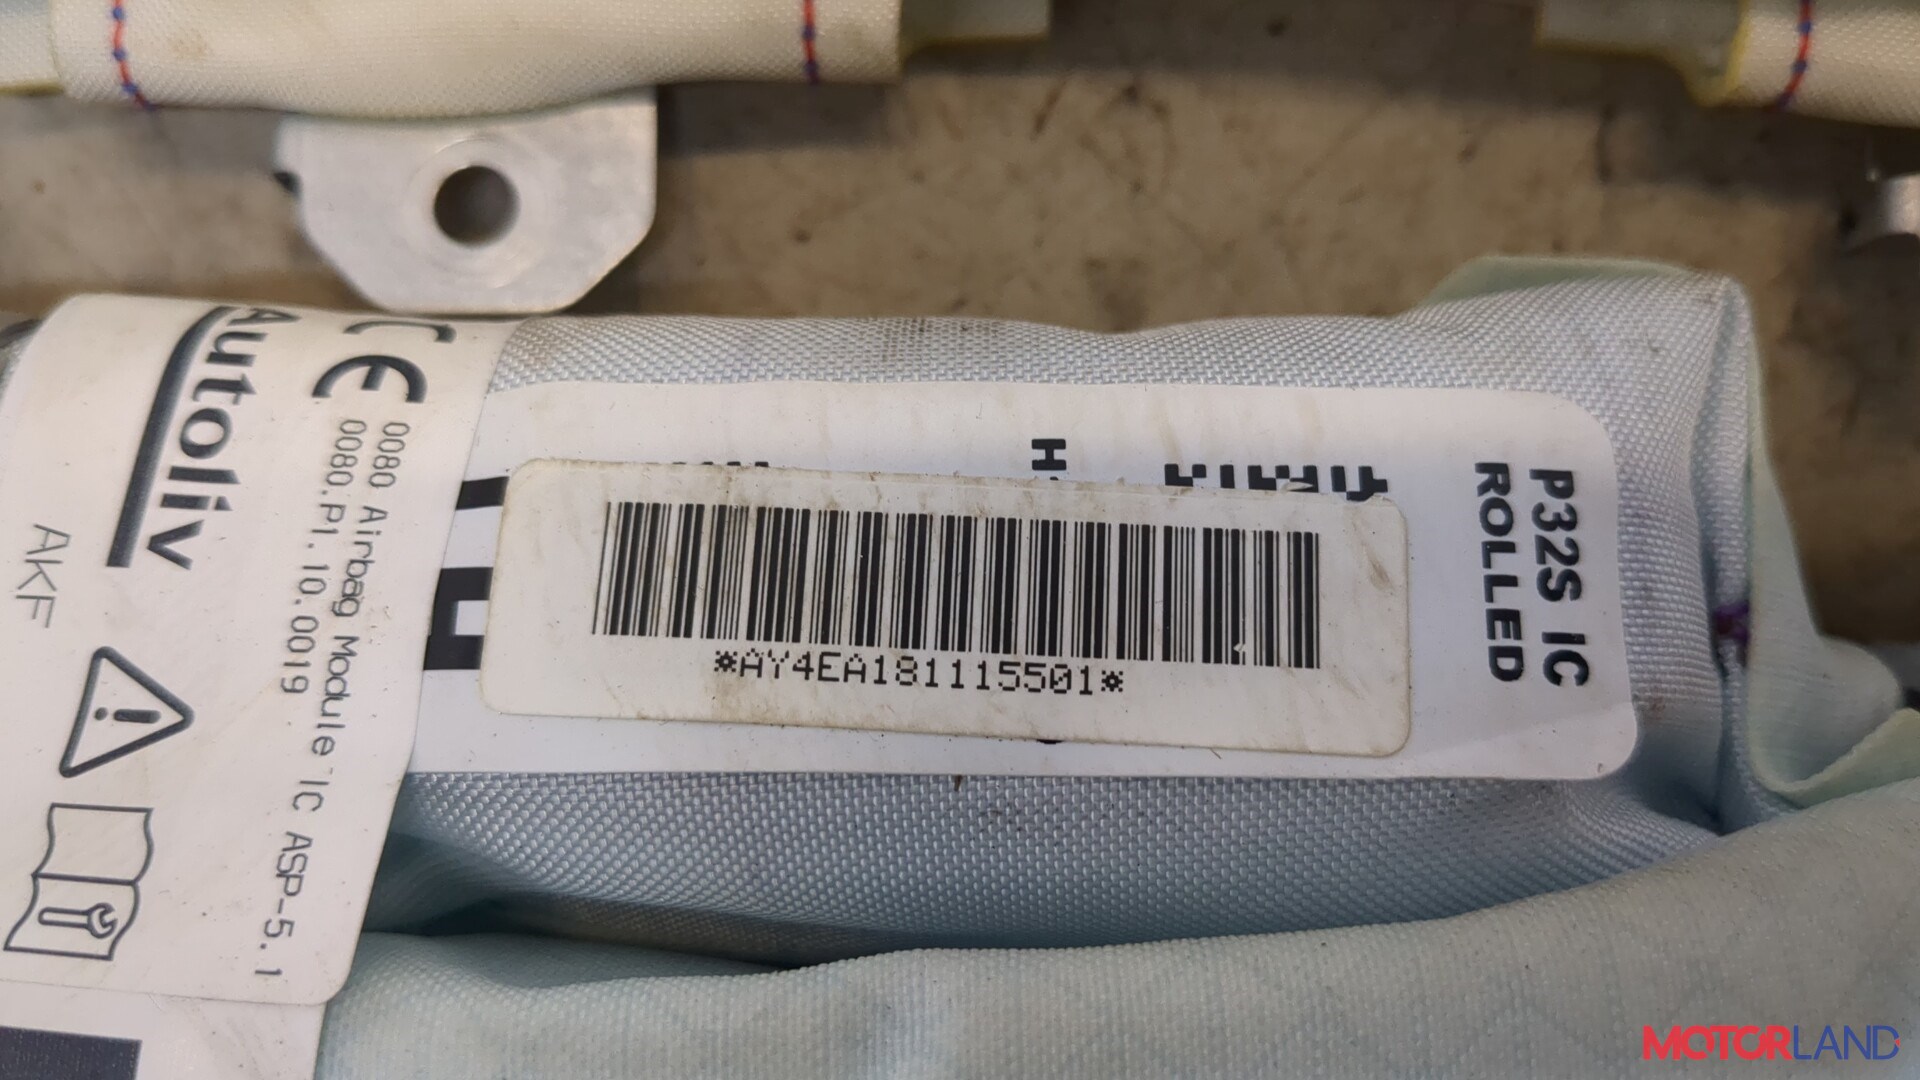 Autoliv
CE
0080 Airbag Module IC ASP-5.1
0080.P1.10.0019
AKF
*AY4EA181115501*
P32S IC
ROLLED
MOTORLAND